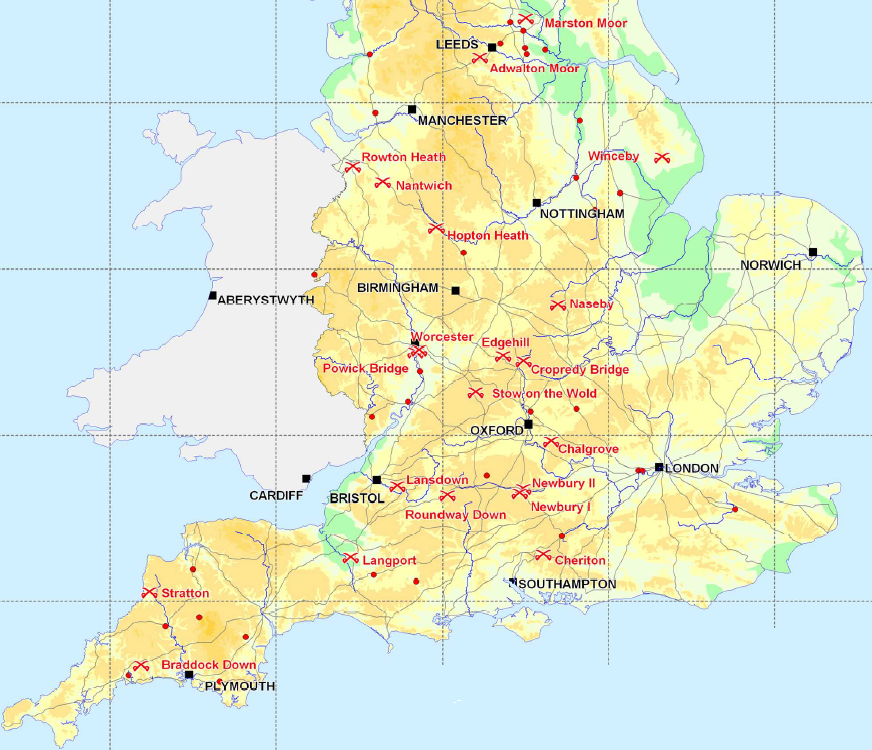 Marston Moor
LEEDS
Adwalton Moor
MANCHESTER
Rowton Heath
Winceby
Nantwich
NOTTINGHAM
Hopton Heath
NORWICH
BIRMINGHAM
ABERYSTWYTH
Naseby
Worcester
Edgehill
Powick Bridge
Cropredy Bridge
Stow on the Wold
OXFORD
Chalgrove
LONDON
Lansdown
Newbury II
CARDIFF
BRISTOL
Newbury I
Roundway Down
Langport
Cheriton
SOUTHAMPTON
Stratton
Braddock Down
PLYMOUTH